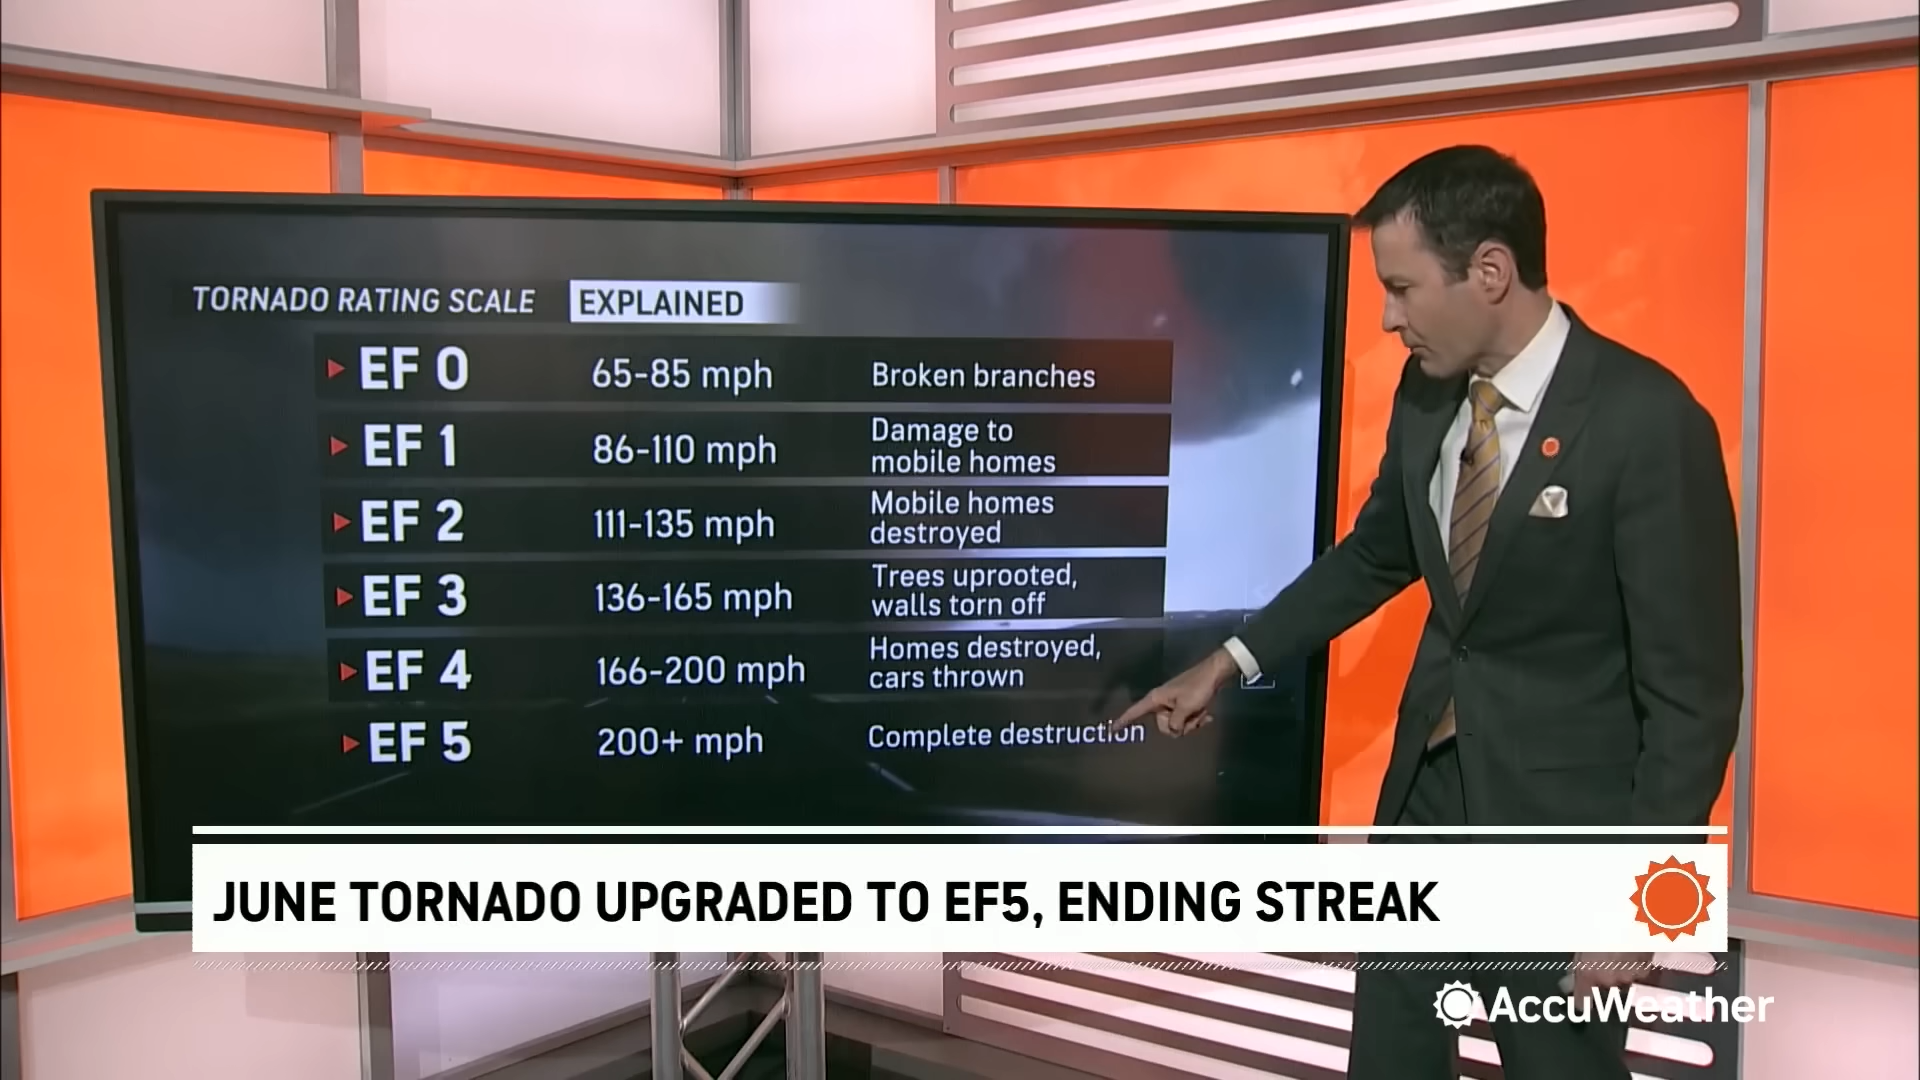 TORNADO RATING SCALE EXPLAINED
EF 0 65-85 mph Broken branches
EF 1 86-110 mph Damage to
mobile homes
EF 2 111-135 mph Mobile homes
destroyed
EF 3 136-165 mph Trees uprooted,
walls torn off
EF 4 166-200 mph Homes destroyed,
cars thrown
EF 5 200+ mph Complete destruction
JUNE TORNADO UPGRADED TO EF5, ENDING STREAK
AccuWeather